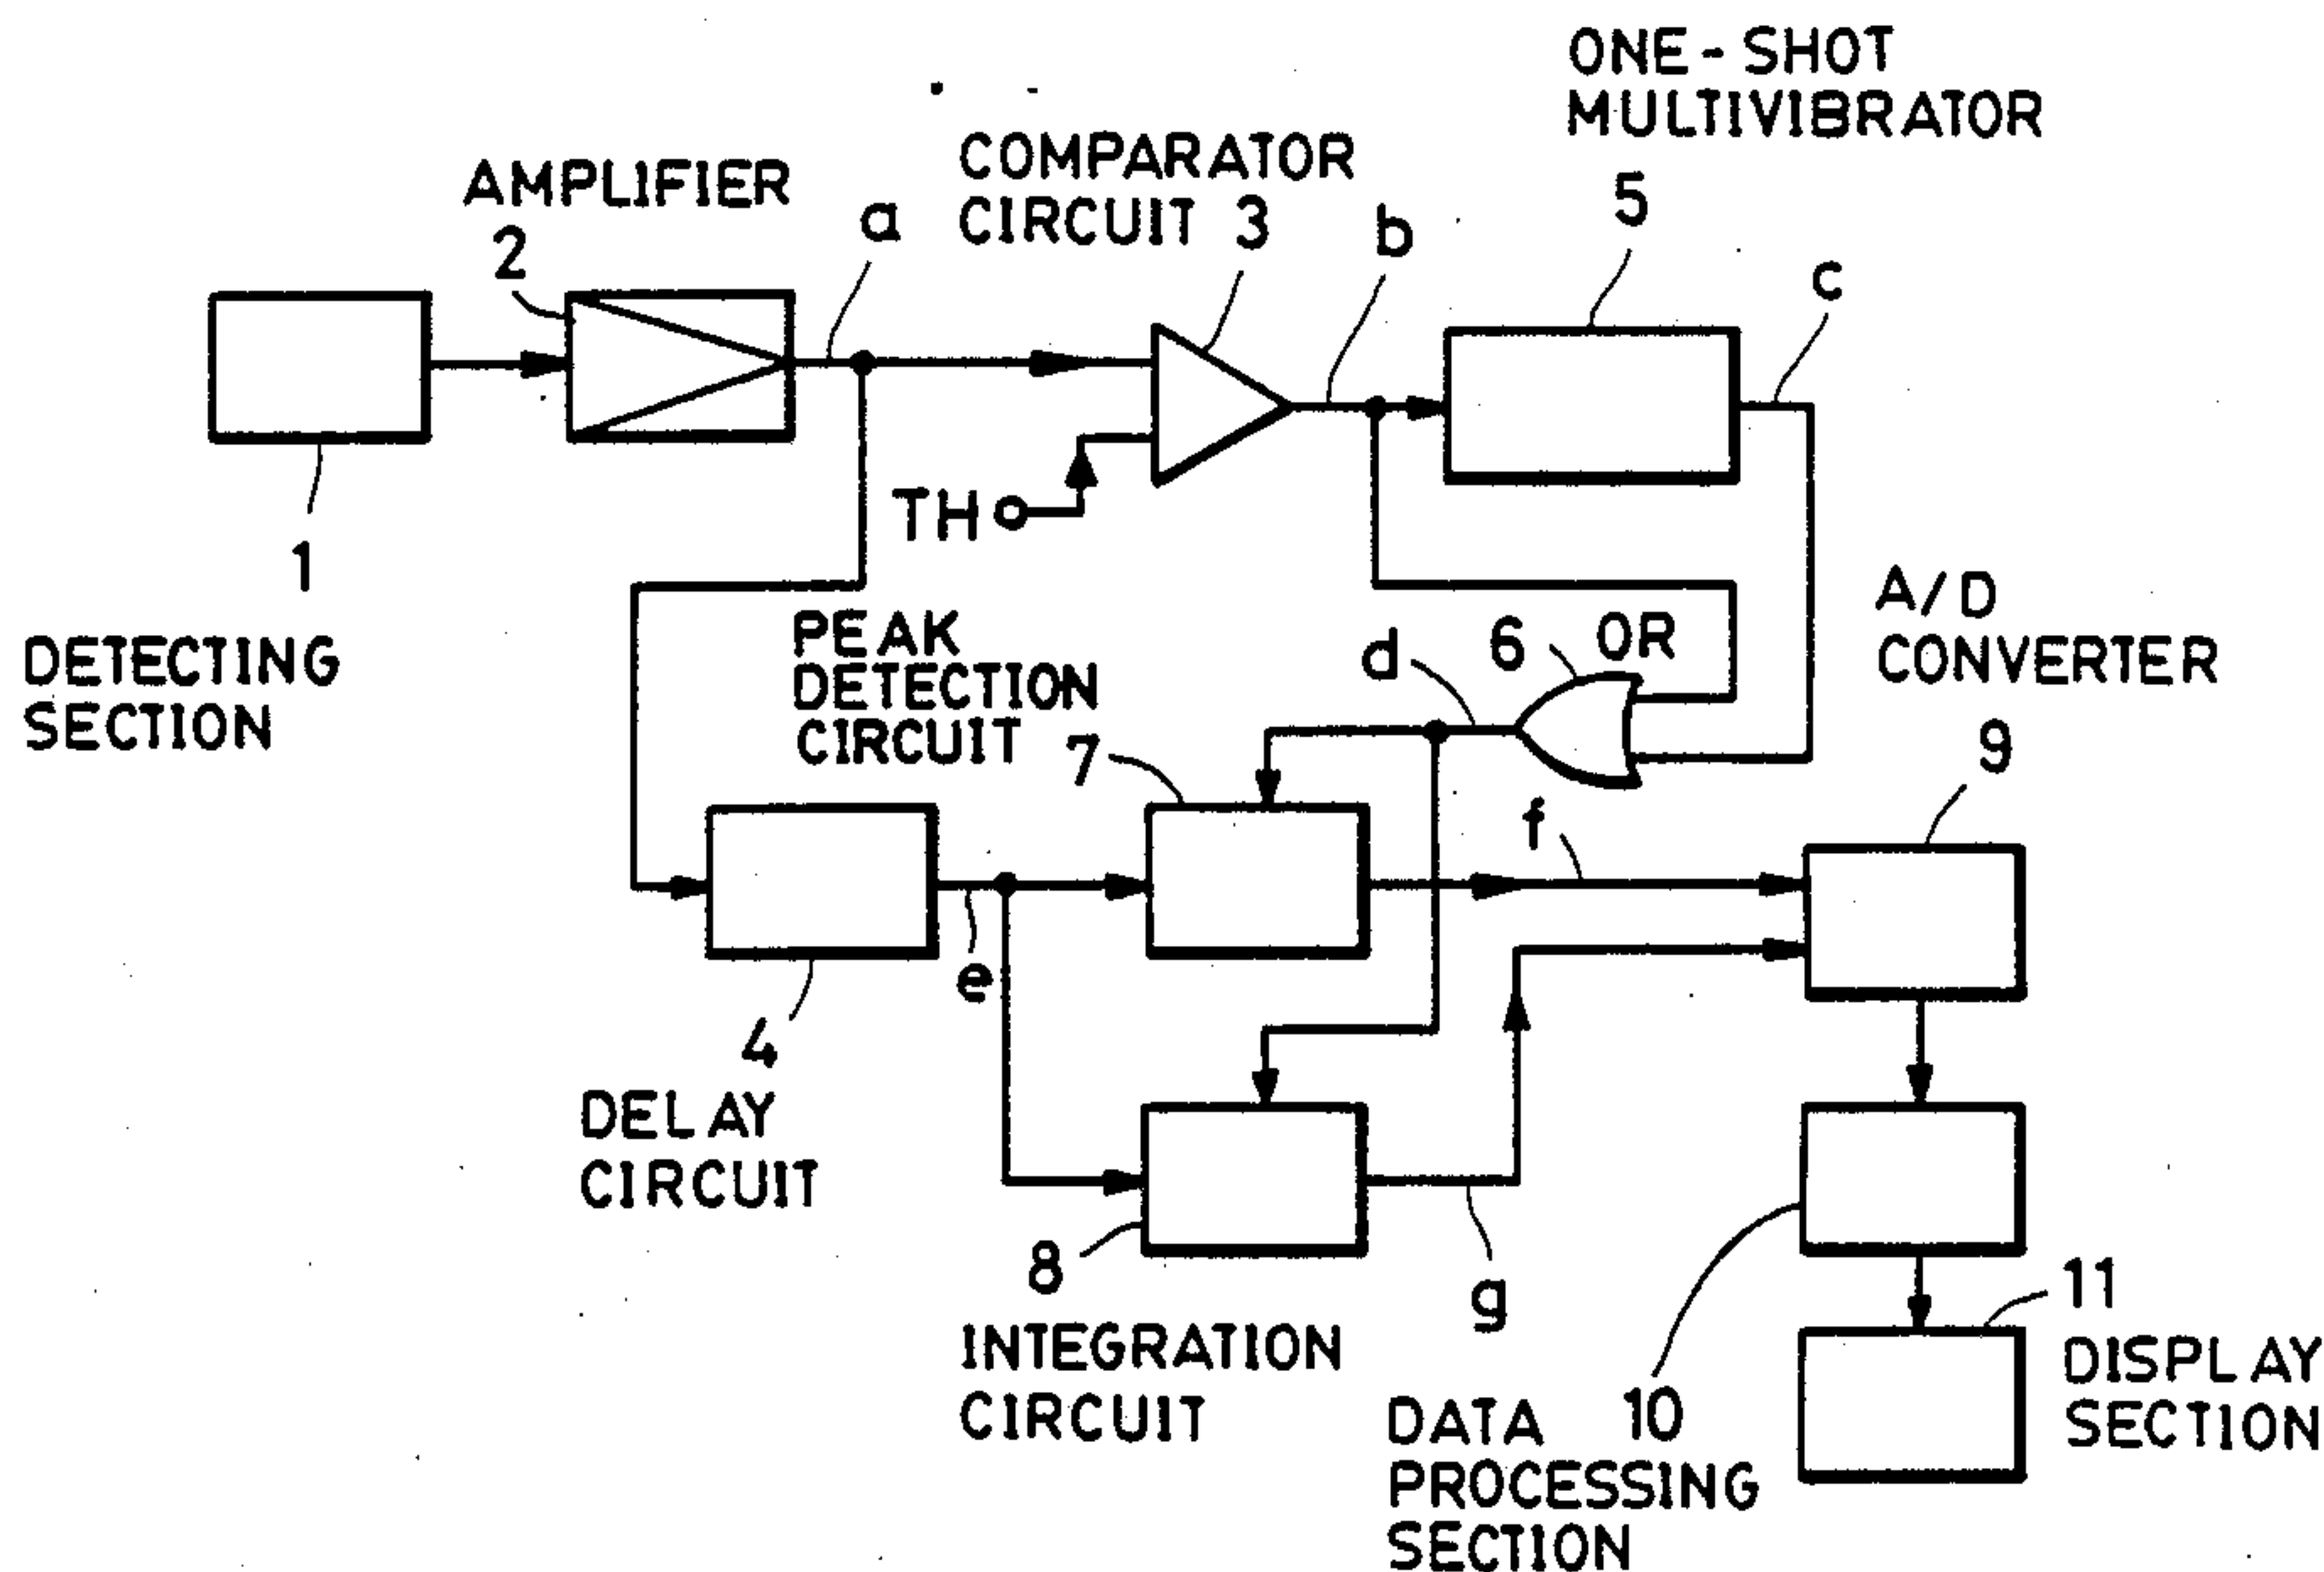 ONE-SHOT
MULTIVIBRATOR
5
COMPARATOR
CIRCUIT 3
AMPLIFIER
2
a
b
c
TH
1
DETECTING
SECTION
PEAK
DETECTION
CIRCUIT
7
d
6
OR
A/D
CONVERTER
9
f
e
4
DELAY
CIRCUIT
8
INTEGRATION
CIRCUIT
g
DATA
PROCESSING
SECTION
10
11
DISPLAY
SECTION